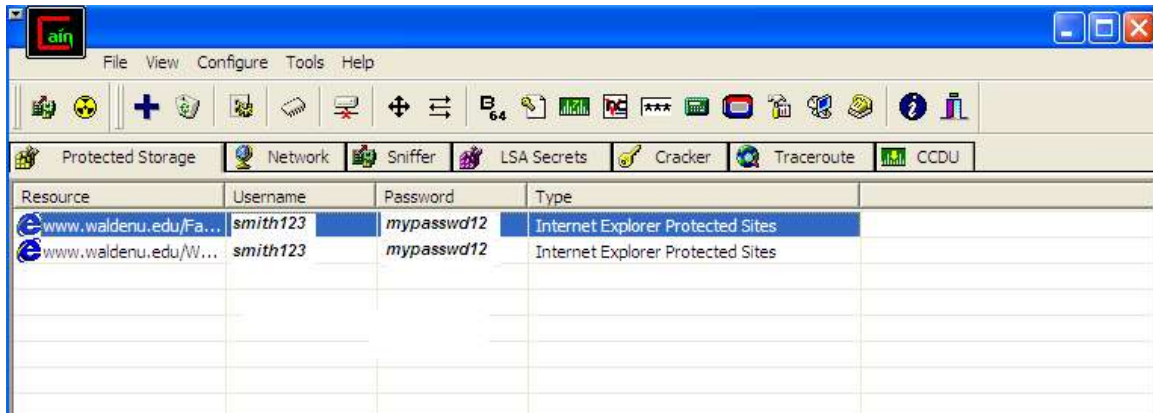 Cain
File View Configure Tools Help
B64
***
Protected Storage Network Sniffer LSA Secrets Cracker Traceroute CCDU
Resource Username Password Type
www.waldenu.edu/Fa... smith123 mypasswd12 Internet Explorer Protected Sites
www.waldenu.edu/W... smith123 mypasswd12 Internet Explorer Protected Sites